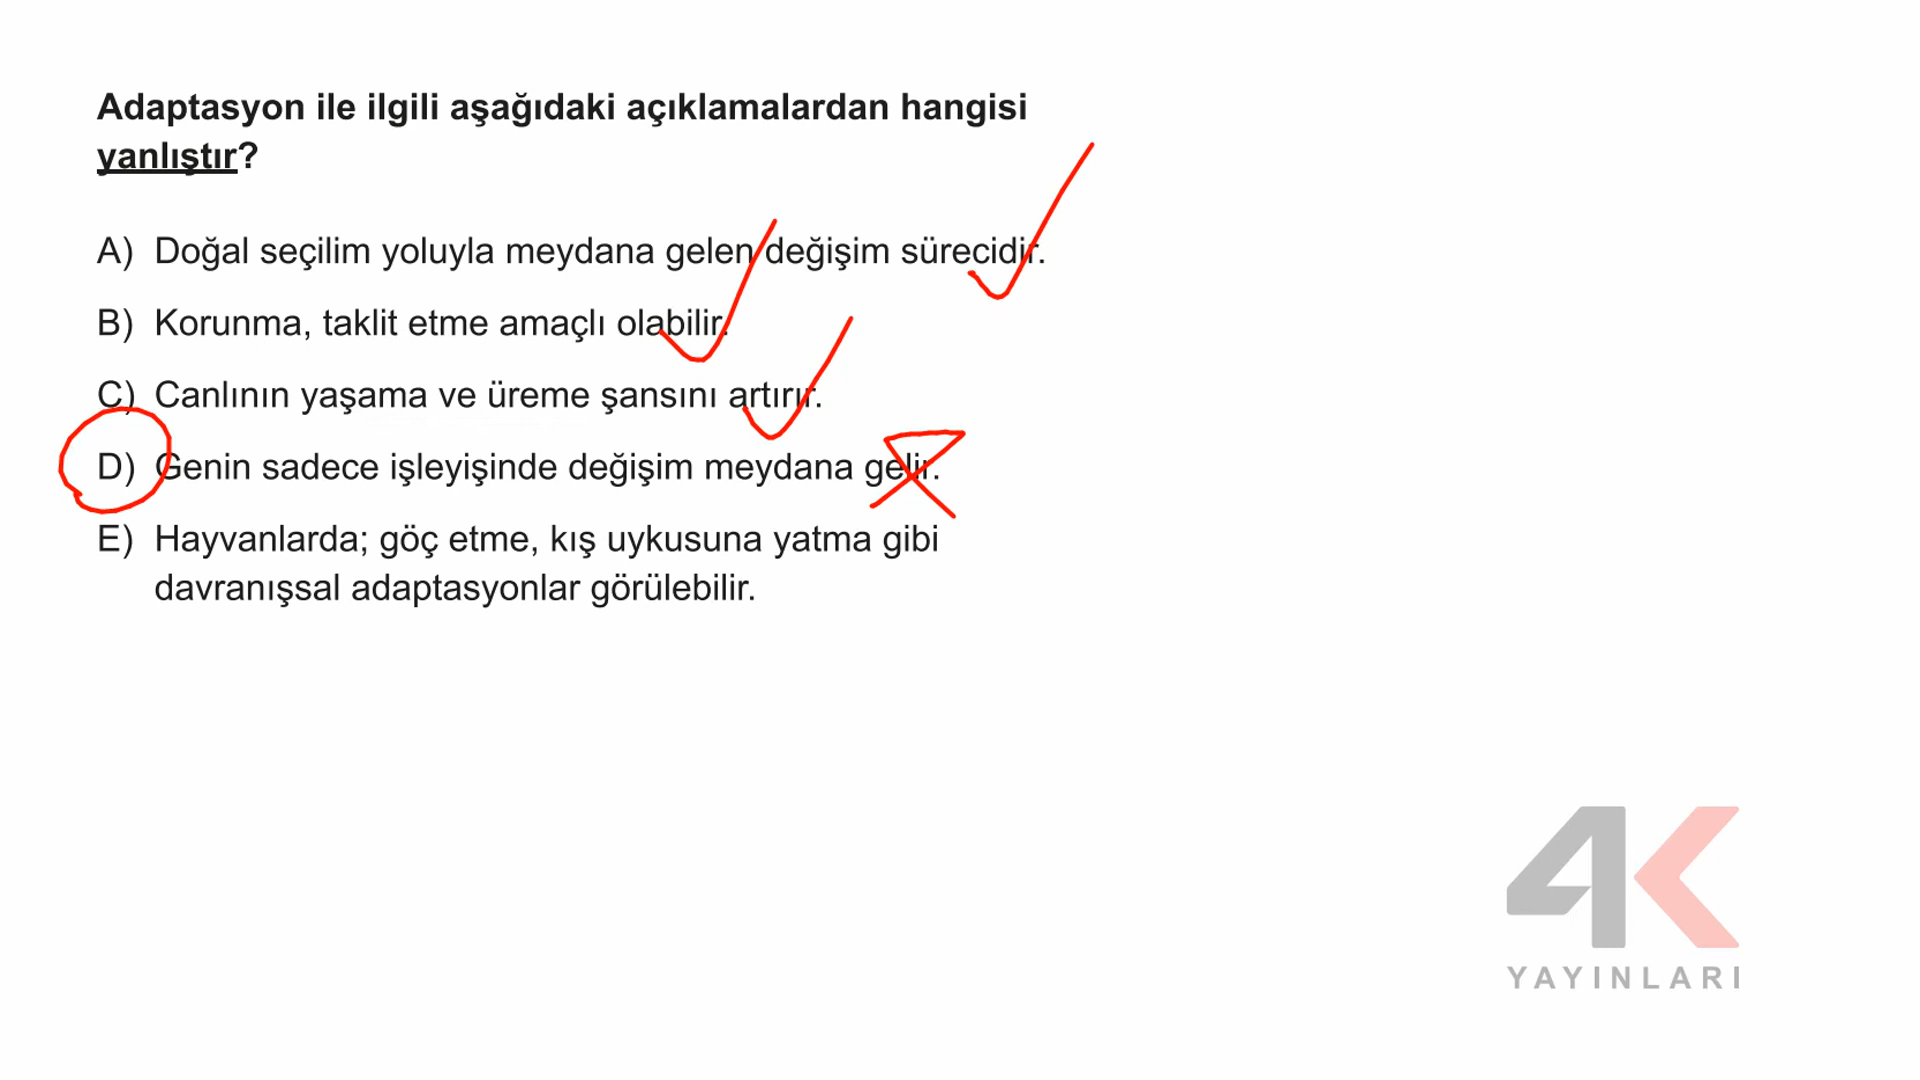 Adaptasyon ile ilgili aşağıdaki açıklamalardan hangisi
yanlıştır?
A) Doğal seçilim yoluyla meydana gelen değişim sürecidir.
B) Korunma, taklit etme amaçlı olabilir.
C) Canlının yaşama ve üreme şansını artırır.
D) Genin sadece işleyişinde değişim meydana gelir.
E) Hayvanlarda; göç etme, kış uykusuna yatma gibi
davranışsal adaptasyonlar görülebilir.
4K
YAYINLARI